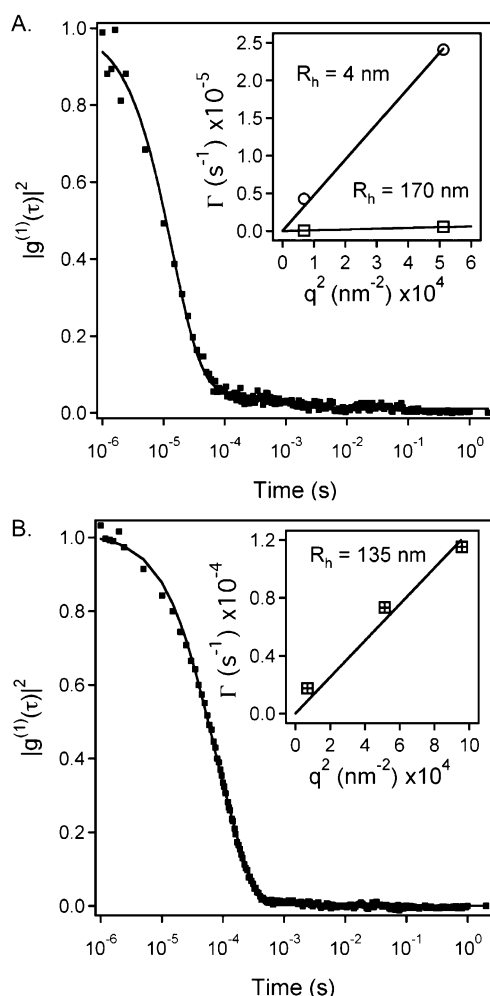 A.
1.0
0.8
0.6
0.4
0.2
0.0
|g⁽¹⁾(τ)|²
10⁻⁶ 10⁻⁵ 10⁻⁴ 10⁻³ 10⁻² 10⁻¹ 10⁰
Time (s)
2.5
2.0
1.5
1.0
0.5
0.0
Γ (s⁻¹) x10⁻⁵
R_h = 4 nm
R_h = 170 nm
0 1 2 3 4 5 6
q² (nm⁻²) x10⁴
B.
1.0
0.8
0.6
0.4
0.2
0.0
|g⁽¹⁾(τ)|²
10⁻⁶ 10⁻⁵ 10⁻⁴ 10⁻³ 10⁻² 10⁻¹ 10⁰
Time (s)
1.2
0.8
0.4
0.0
Γ (s⁻¹) x10⁻⁴
R_h = 135 nm
0 2 4 6 8 10
q² (nm⁻²) x10⁴